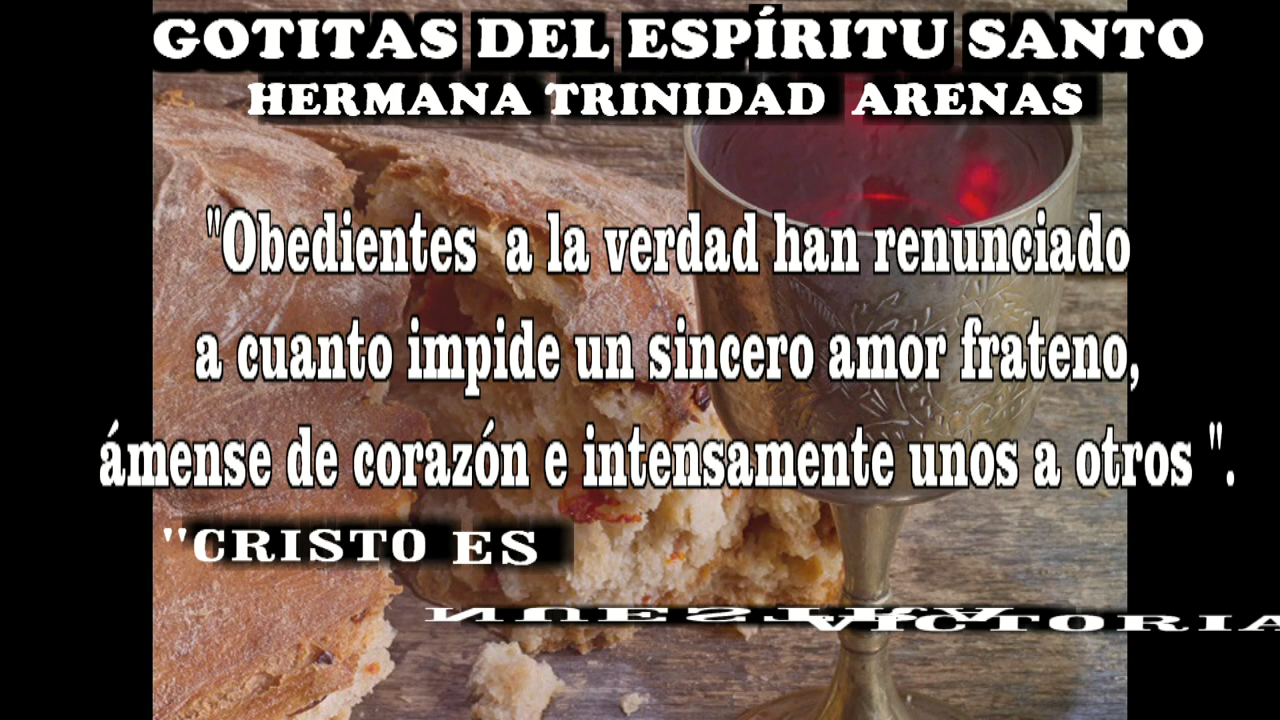 GOTITAS DEL ESPÍRITU SANTO
HERMANA TRINIDAD ARENAS
"Obedientes a la verdad han renunciado
a cuanto impide un sincero amor frateno,
ámense de corazón e intensamente unos a otros ".
"CRISTO ES
NUESTRA VICTORIA